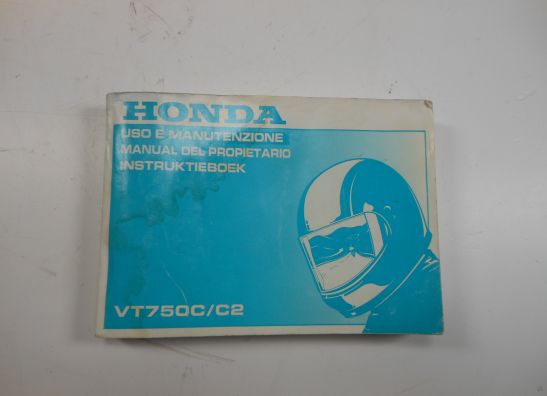 HONDA
USO E MANUTENZIONE
MANUAL DEL PROPIETARIO
INSTRUKTIEBOEK
VT750C/C2